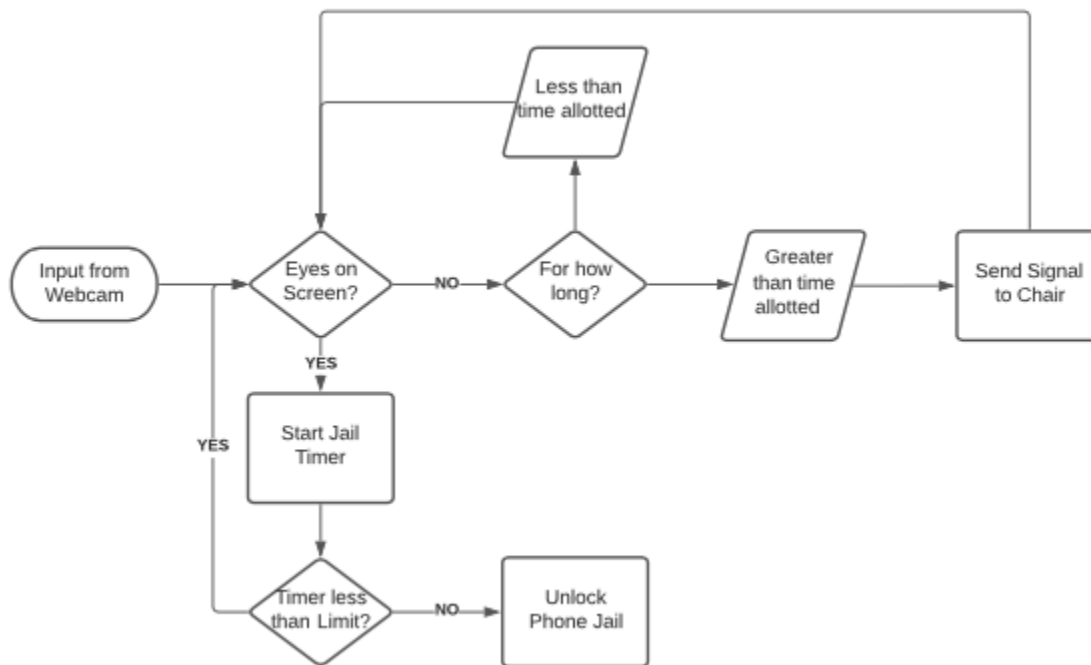 Less than
time allotted
Input from
Webcam
Eyes on
Screen?
NO
For how
long?
Greater
than time
allotted
Send Signal
to Chair
YES
Start Jail
Timer
YES
Timer less
than Limit?
NO
Unlock
Phone Jail